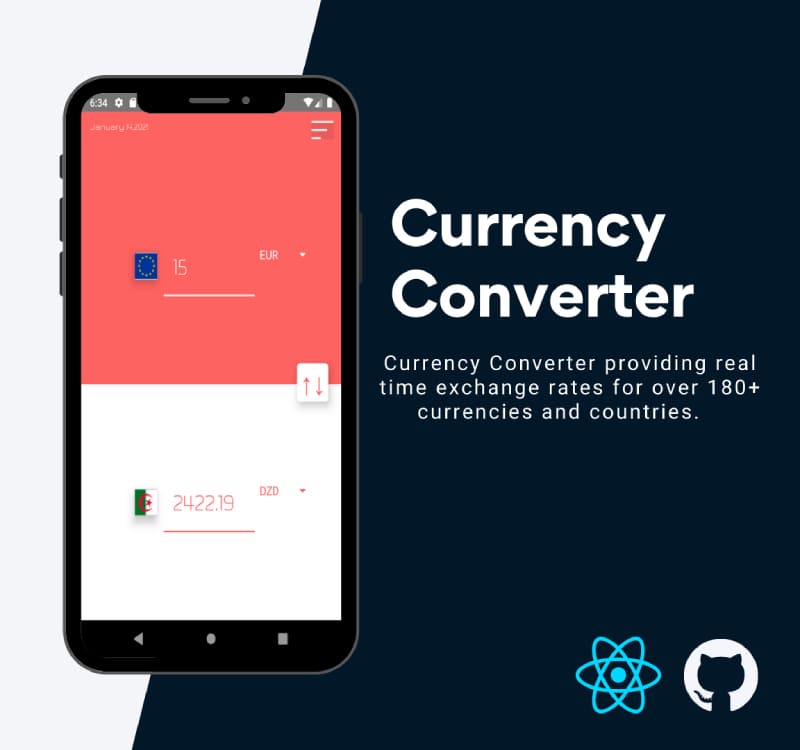 6:34
January 14,2021
EUR
15
DZD
2422.19
Currency
Converter
Currency Converter providing real
time exchange rates for over 180+
currencies and countries.